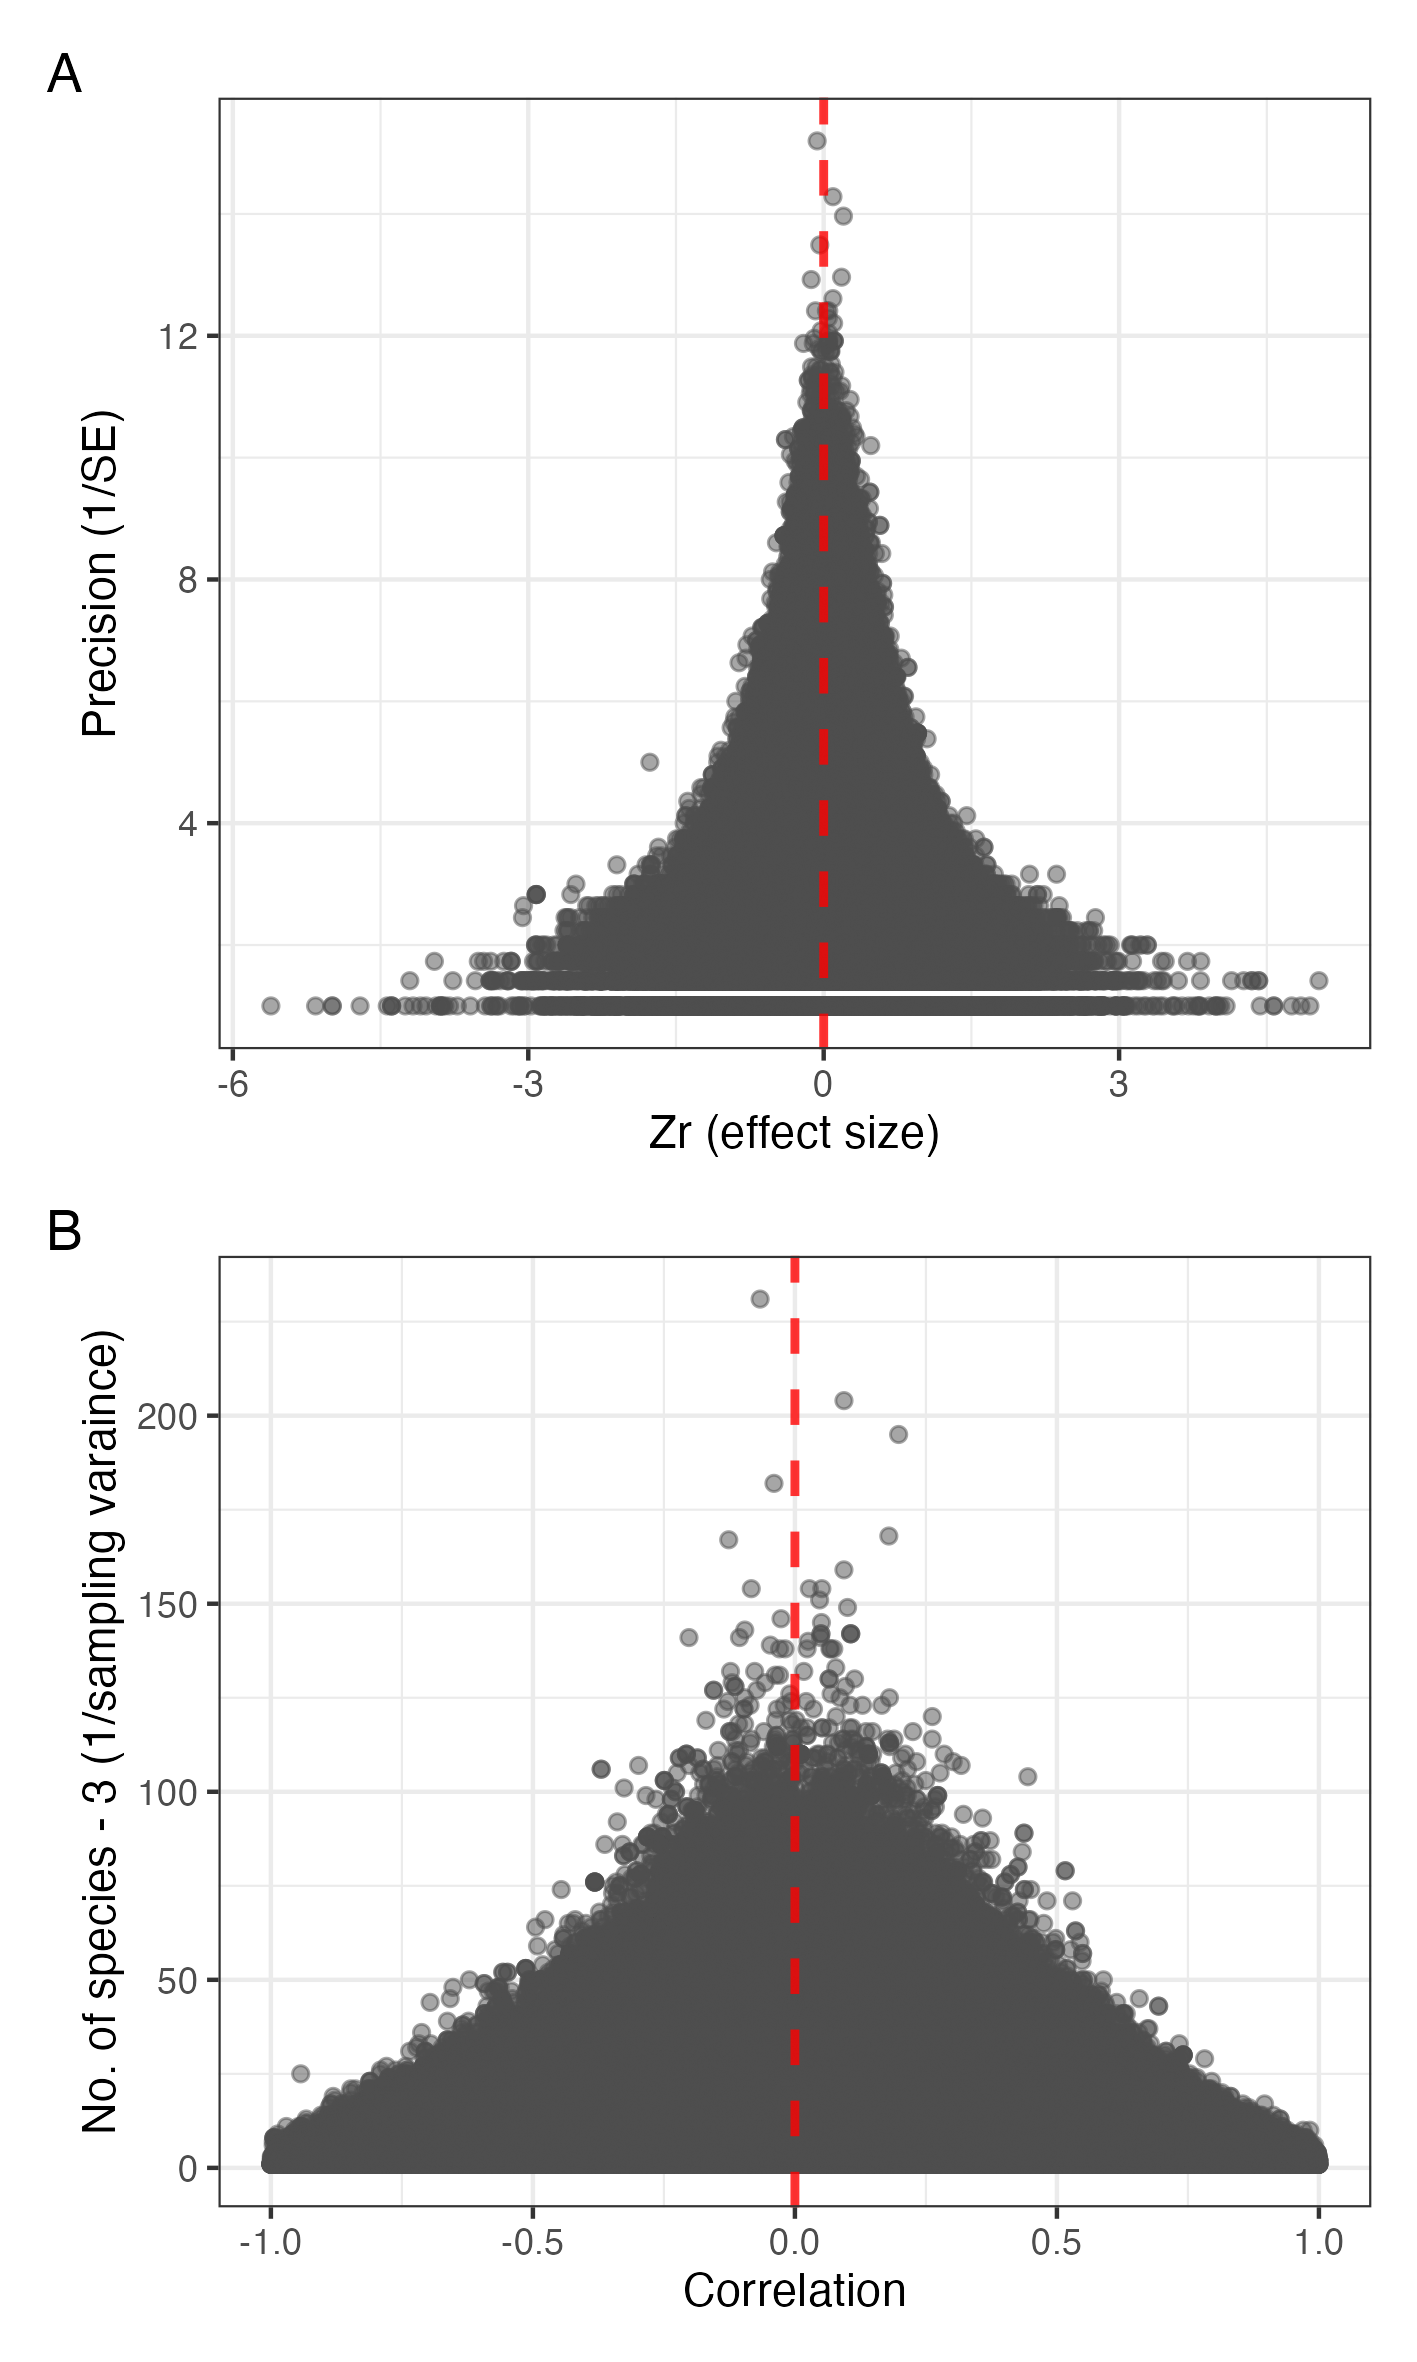 A
12
8
4
Precision (1/SE)
-6
-3
0
3
Zr (effect size)
B
200
150
100
50
0
No. of species - 3 (1/sampling varaince)
-1.0
-0.5
0.0
0.5
1.0
Correlation